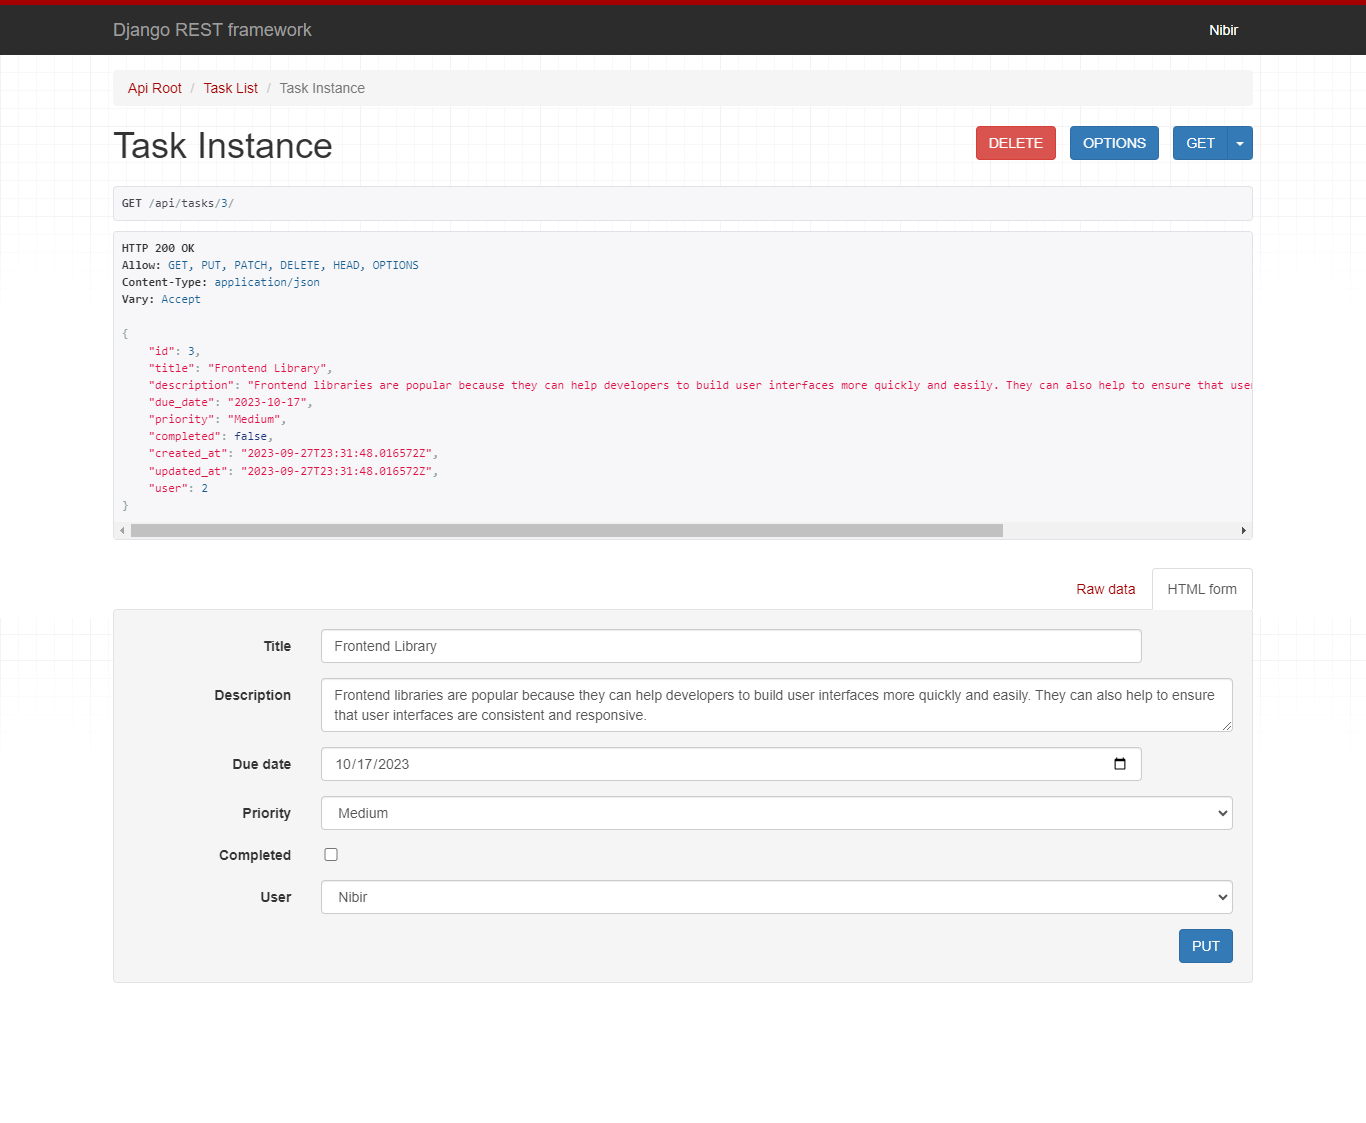 Django REST framework
Nibir
Api Root / Task List / Task Instance
Task Instance
DELETE
OPTIONS
GET
GET /api/tasks/3/
HTTP 200 OK
Allow: GET, PUT, PATCH, DELETE, HEAD, OPTIONS
Content-Type: application/json
Vary: Accept
{
    "id": 3,
    "title": "Frontend Library",
    "description": "Frontend libraries are popular because they can help developers to build user interfaces more quickly and easily. They can also help to ensure that use
    "due_date": "2023-10-17",
    "priority": "Medium",
    "completed": false,
    "created_at": "2023-09-27T23:31:48.016572Z",
    "updated_at": "2023-09-27T23:31:48.016572Z",
    "user": 2
}
Raw data
HTML form
Title
Frontend Library
Description
Frontend libraries are popular because they can help developers to build user interfaces more quickly and easily. They can also help to ensure
that user interfaces are consistent and responsive.
Due date
10/17/2023
Priority
Medium
Completed
User
Nibir
PUT